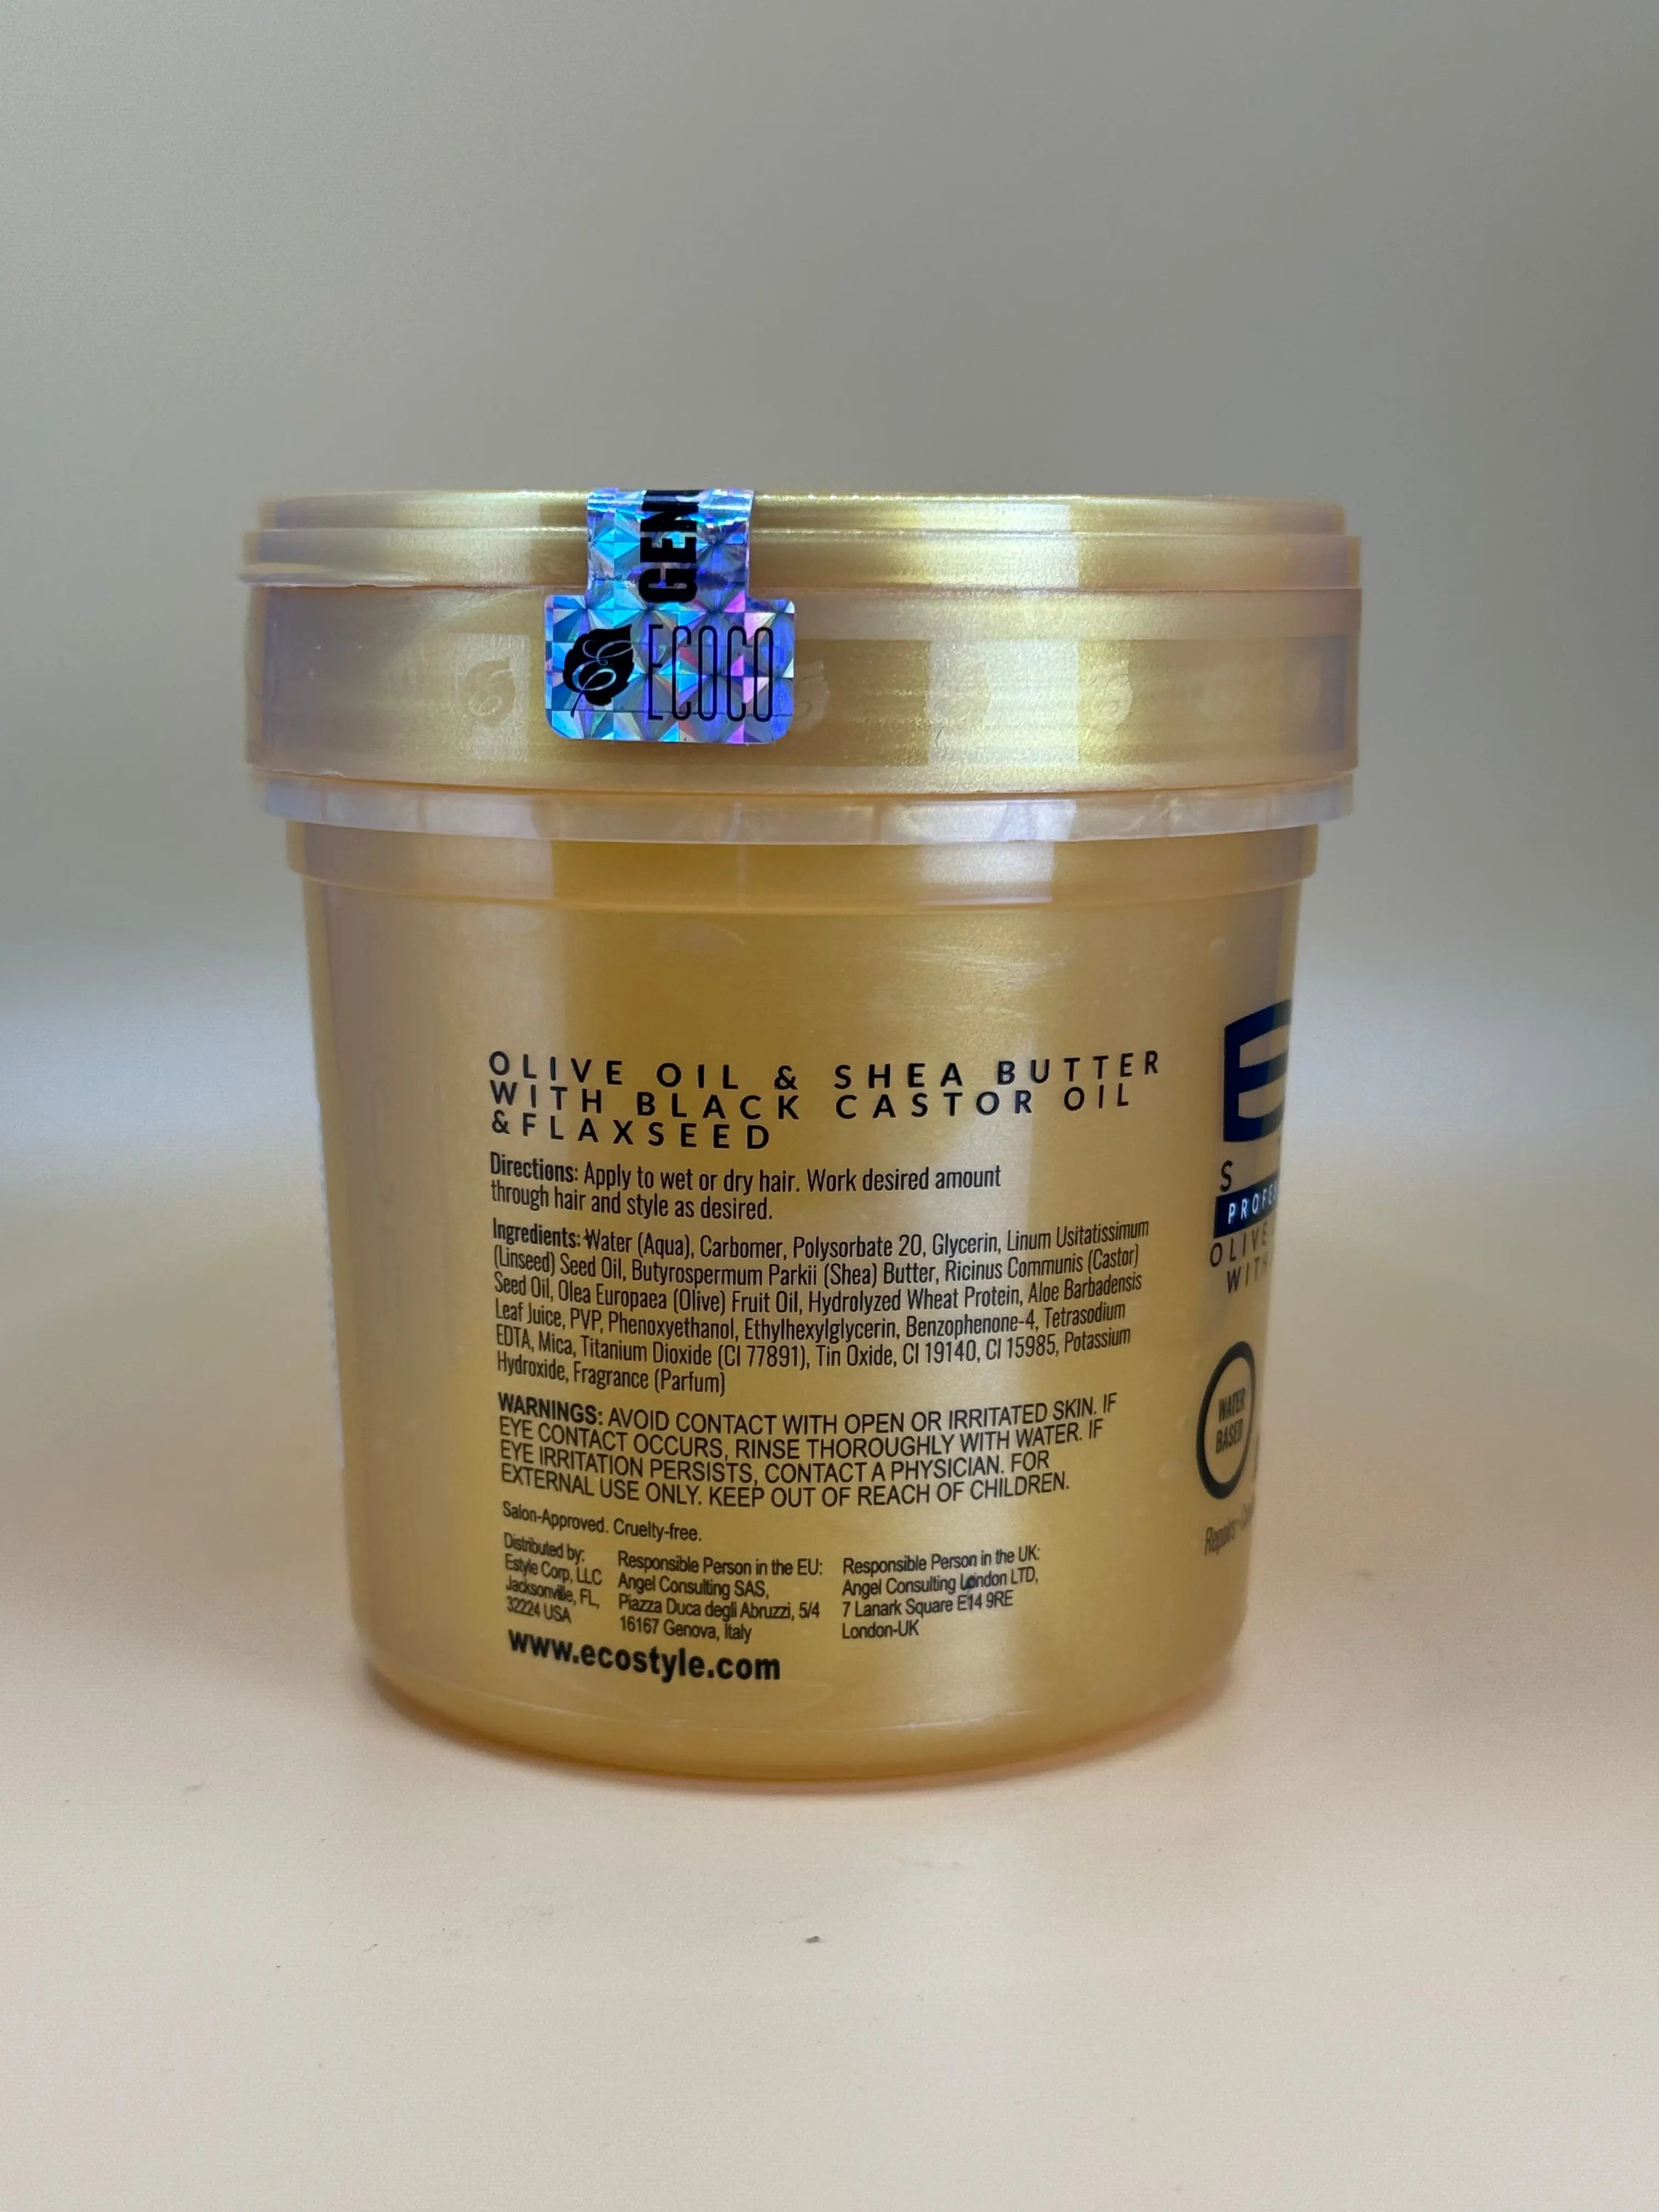 GEN
ECOCO
OLIVE OIL & SHEA BUTTER
WITH BLACK CASTOR OIL
&FLAXSEED
Directions: Apply to wet or dry hair. Work desired amount
through hair and style as desired.
Ingredients: Water (Aqua), Carbomer, Polysorbate 20, Glycerin, Linum Usitatissimum
(Linseed) Seed Oil, Butyrospermum Parkii (Shea) Butter, Ricinus Communis (Castor)
Seed Oil, Olea Europaea (Olive) Fruit Oil, Hydrolyzed Wheat Protein, Aloe Barbadensis
Leaf Juice, PVP, Phenoxyethanol, Ethylhexylglycerin, Benzophenone-4, Tetrasodium
EDTA, Mica, Titanium Dioxide (CI 77891), Tin Oxide, CI 19140, CI 15985, Potassium
Hydroxide, Fragrance (Parfum)
WARNINGS: AVOID CONTACT WITH OPEN OR IRRITATED SKIN. IF
EYE CONTACT OCCURS, RINSE THOROUGHLY WITH WATER. IF
EYE IRRITATION PERSISTS, CONTACT A PHYSICIAN. FOR
EXTERNAL USE ONLY. KEEP OUT OF REACH OF CHILDREN.
Salon-Approved. Cruelty-free.
Distributed by:
Estyle Corp, LLC
Jacksonville, FL,
32224 USA
Responsible Person in the EU:
Angel Consulting SAS,
Piazza Duca degli Abruzzi, 5/4
16167 Genova, Italy
Responsible Person in the UK:
Angel Consulting London LTD,
7 Lanark Square E14 9RE
London-UK
www.ecostyle.com
E
S
PROFE
OLIVE
WITH
WATER
BASED
Repairs